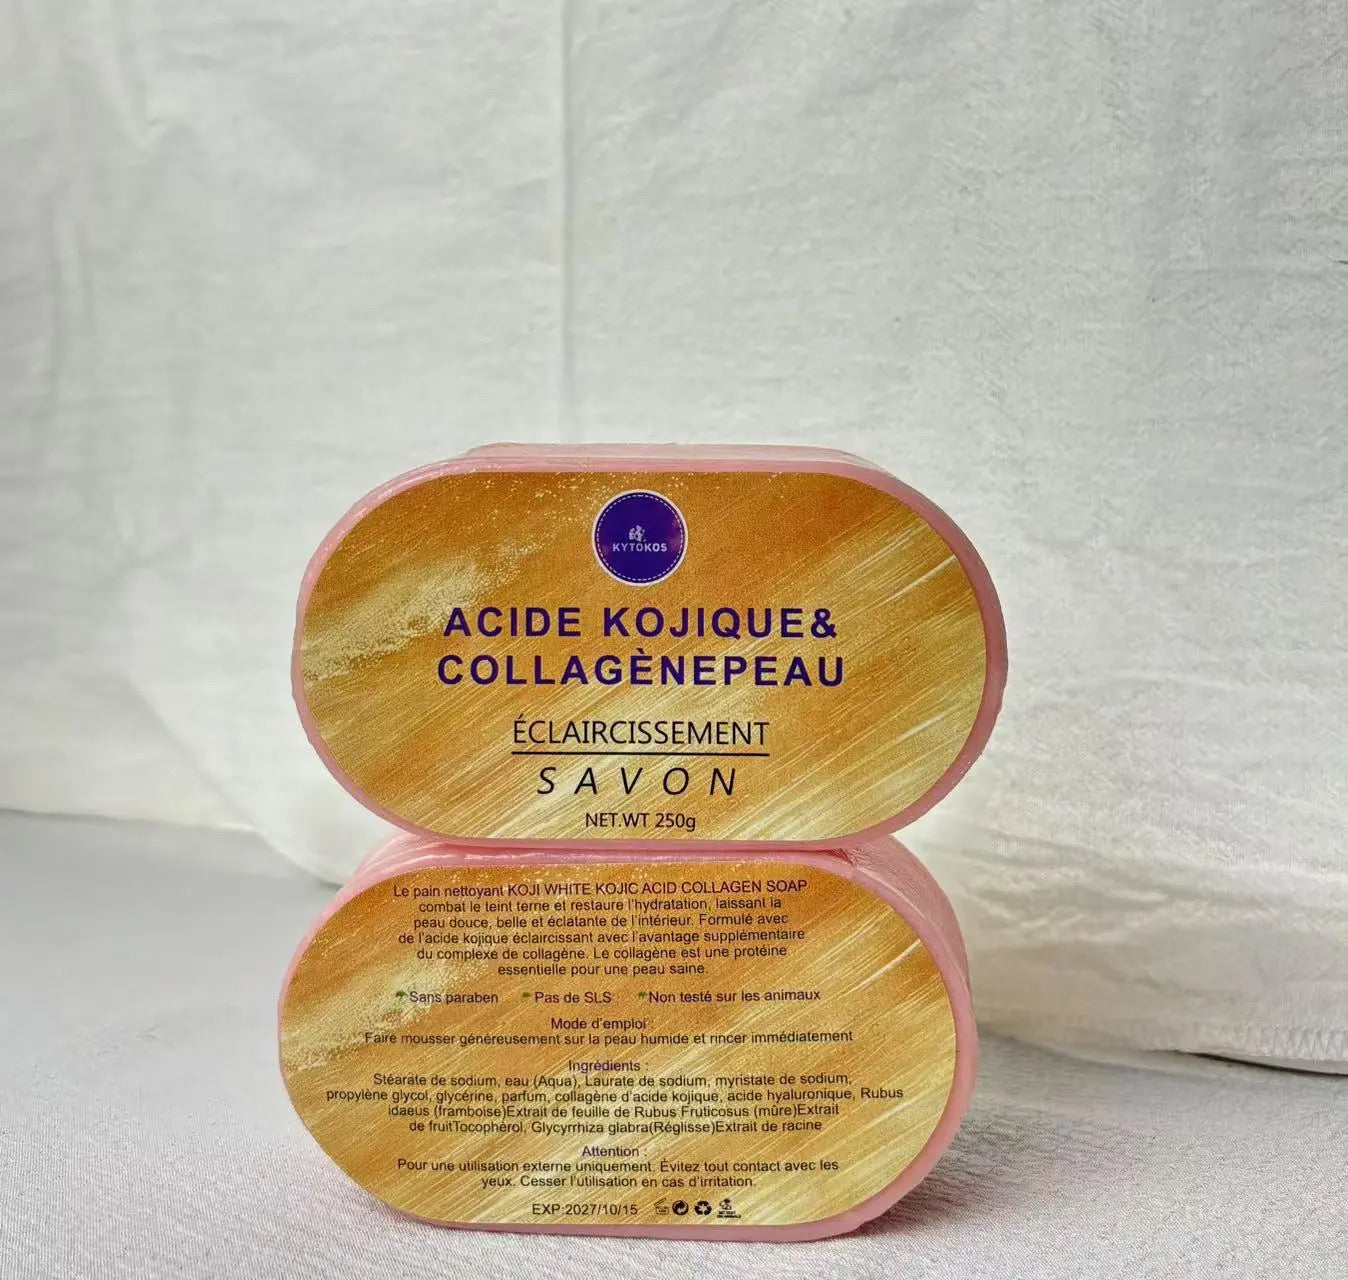 KYTOKOS
ACIDE KOJIQUE&
COLLAGÈNEPEAU
ÉCLAIRCISSEMENT
SAVON
NET.WT 250g
Le pain nettoyant KOJI WHITE KOJIC ACID COLLAGEN SOAP
combat le teint terne et restaure l'hydratation, laissant la
peau douce, belle et éclatante de l'intérieur. Formulé avec
de l'acide kojique éclaircissant avec l'avantage supplémentaire
du complexe de collagène. Le collagène est une protéine
essentielle pour une peau saine.
Sans paraben Pas de SLS Non testé sur les animaux
Mode d'emploi :
Faire mousser généreusement sur la peau humide et rincer immédiatement
Ingrédients :
Stéarate de sodium, eau (Aqua), Laurate de sodium, myristate de sodium,
propylène glycol, glycérine, parfum, collagène d'acide kojique, acide hyaluronique, Rubus
idaeus (framboise)Extrait de feuille de Rubus Fruticosus (mûre)Extrait
de fruitTocophérol, Glycyrrhiza glabra(Réglisse)Extrait de racine
Attention :
Pour une utilisation externe uniquement. Évitez tout contact avec les
yeux. Cesser l'utilisation en cas d'irritation.
EXP:2027/10/15